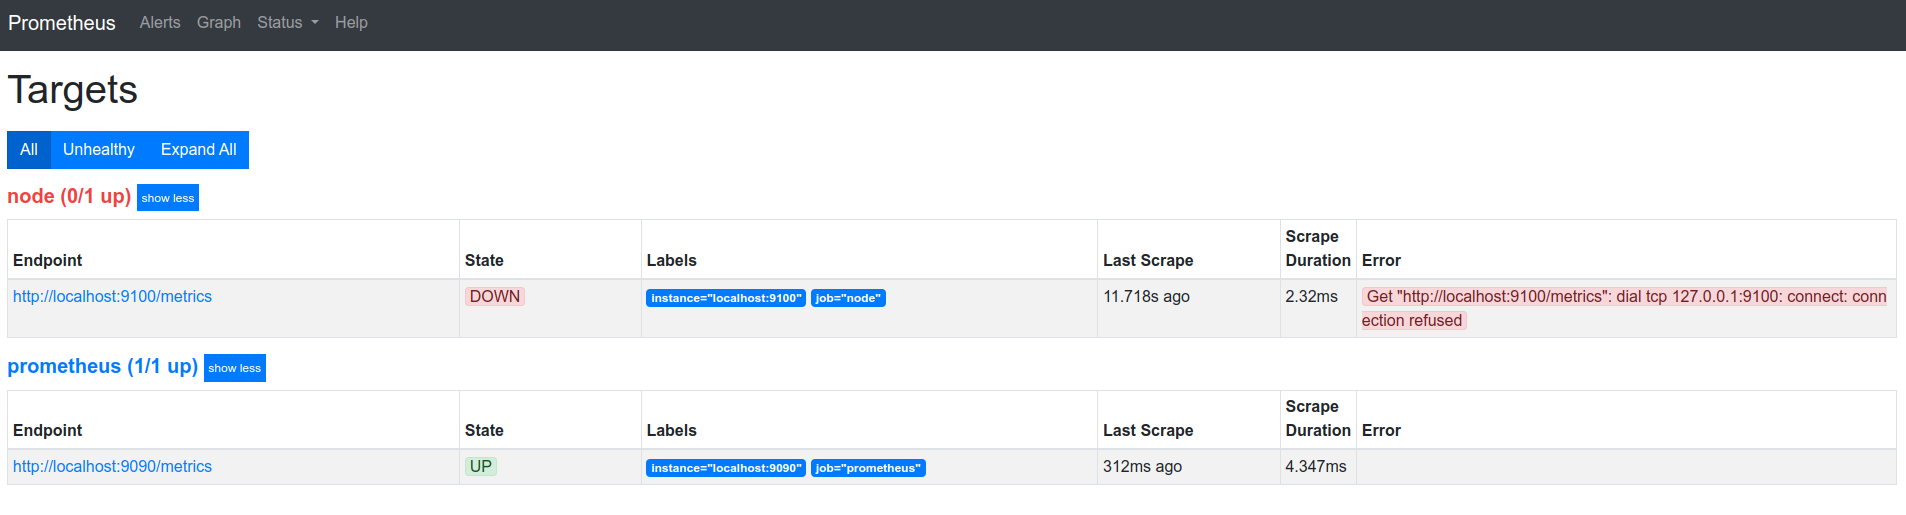 Prometheus Alerts Graph Status Help
Targets
All Unhealthy Expand All
node (0/1 up) show less
Endpoint State Labels Last Scrape Scrape Duration Error
http://localhost:9100/metrics DOWN instance="localhost:9100" job="node" 11.718s ago 2.32ms Get "http://localhost:9100/metrics": dial tcp 127.0.0.1:9100: connect: conn
ection refused
prometheus (1/1 up) show less
Endpoint State Labels Last Scrape Scrape Duration Error
http://localhost:9090/metrics UP instance="localhost:9090" job="prometheus" 312ms ago 4.347ms